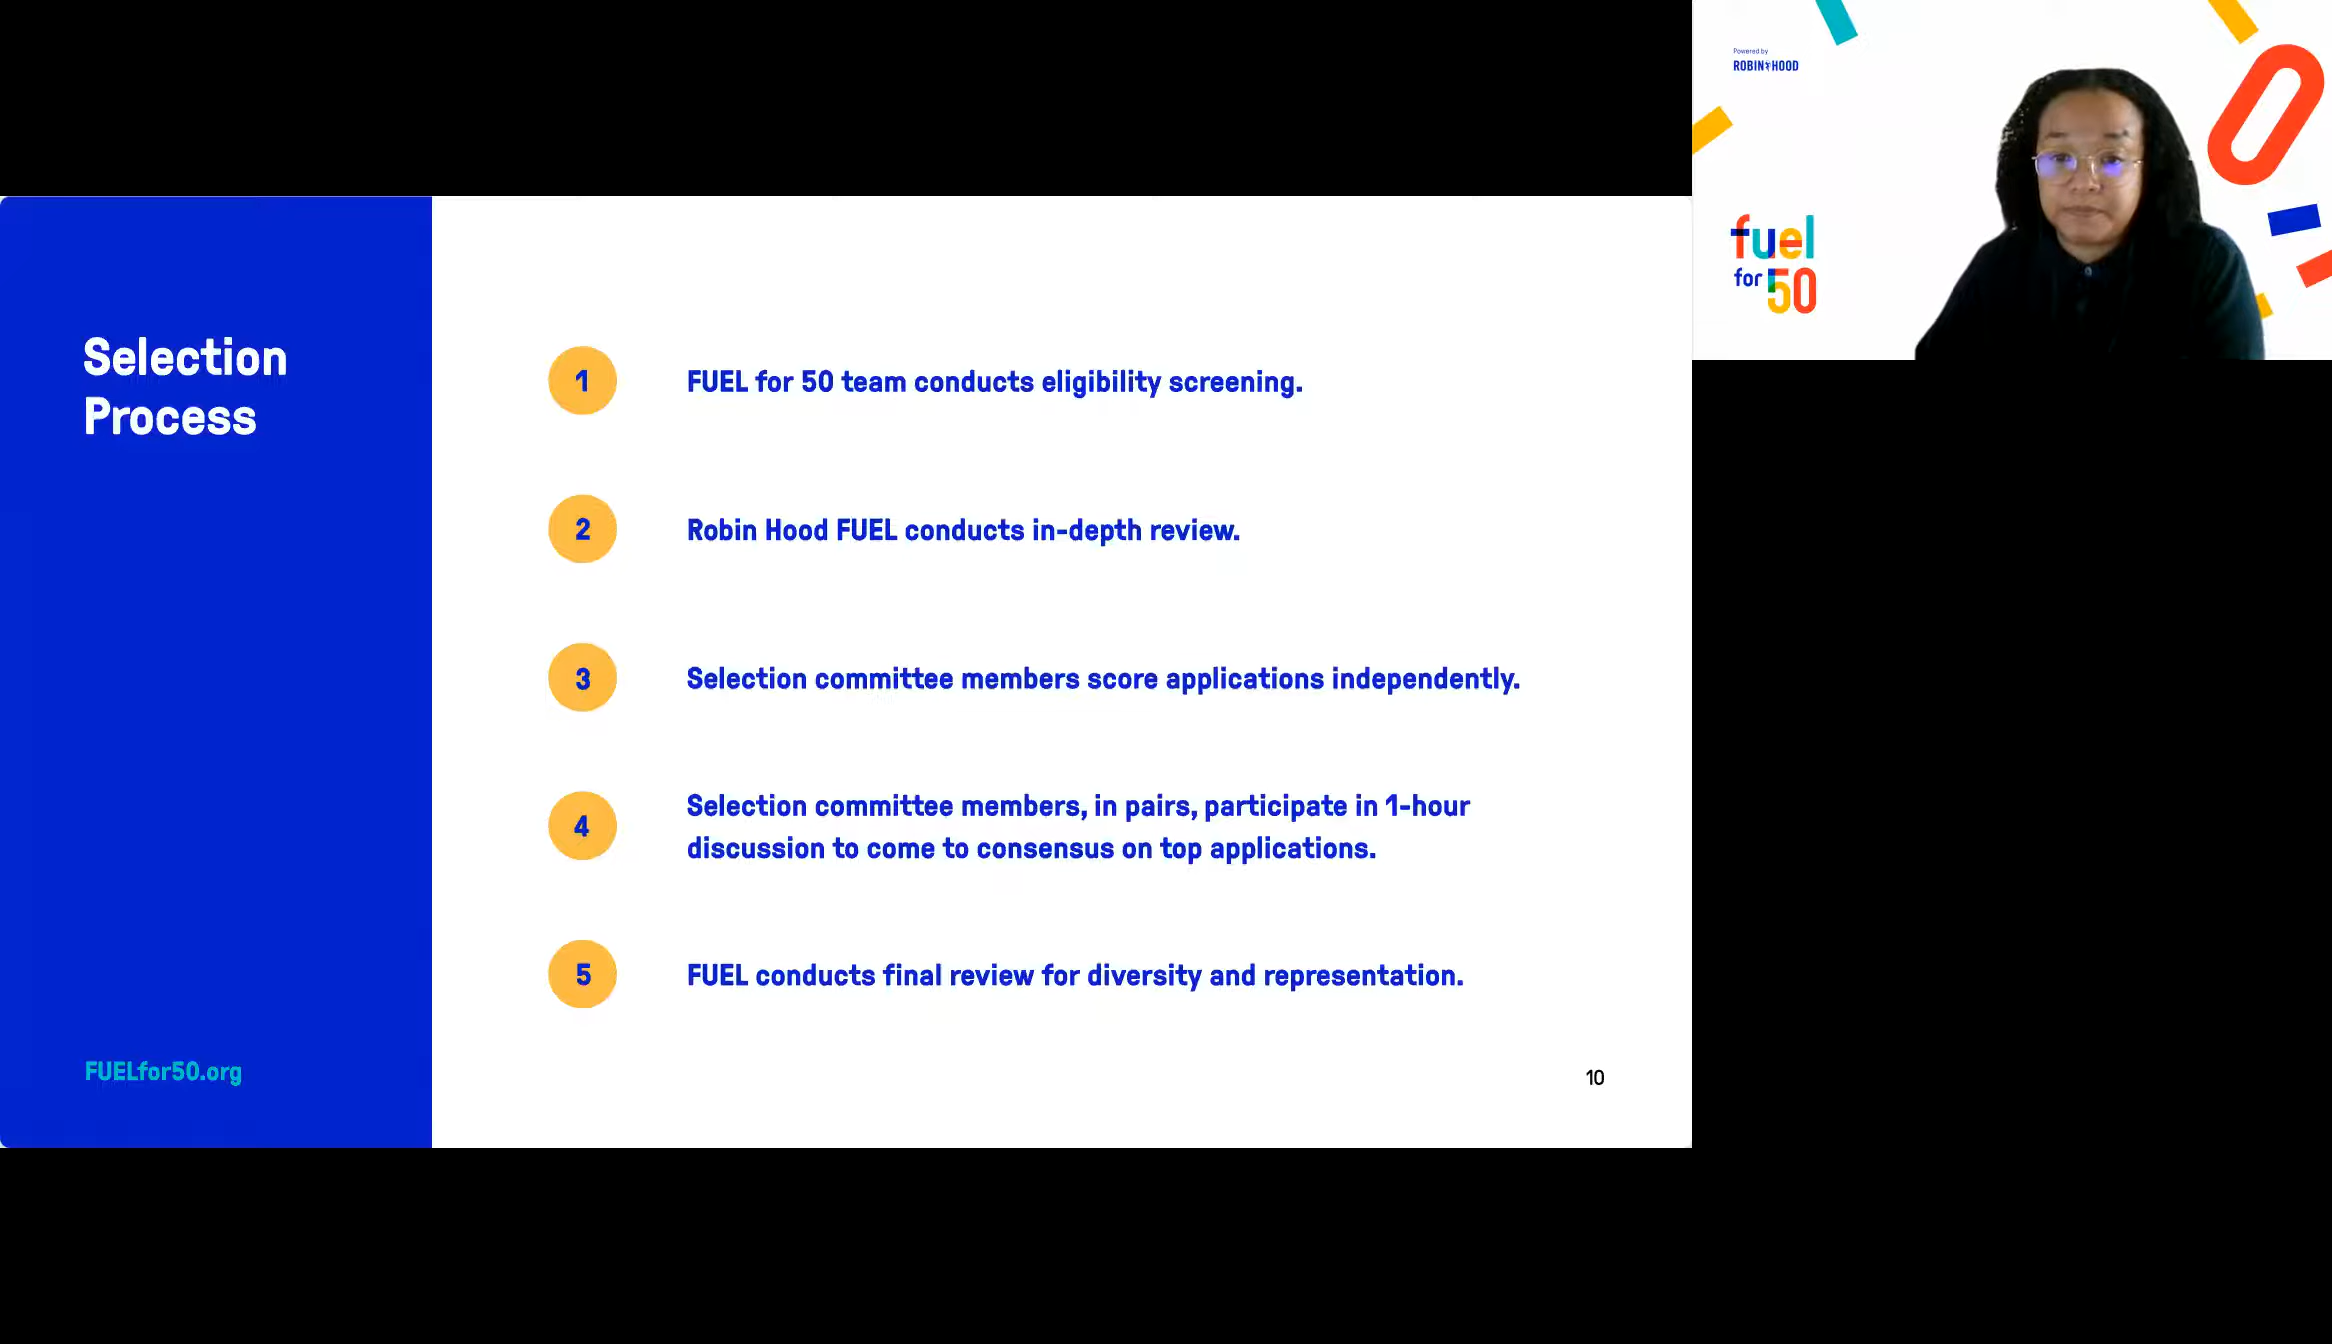 Selection
Process
FUELfor50.org
1
FUEL for 50 team conducts eligibility screening.
2
Robin Hood FUEL conducts in-depth review.
3
Selection committee members score applications independently.
4
Selection committee members, in pairs, participate in 1-hour
discussion to come to consensus on top applications.
5
FUEL conducts final review for diversity and representation.
10
Powered by
ROBIN HOOD
fuel
for 50